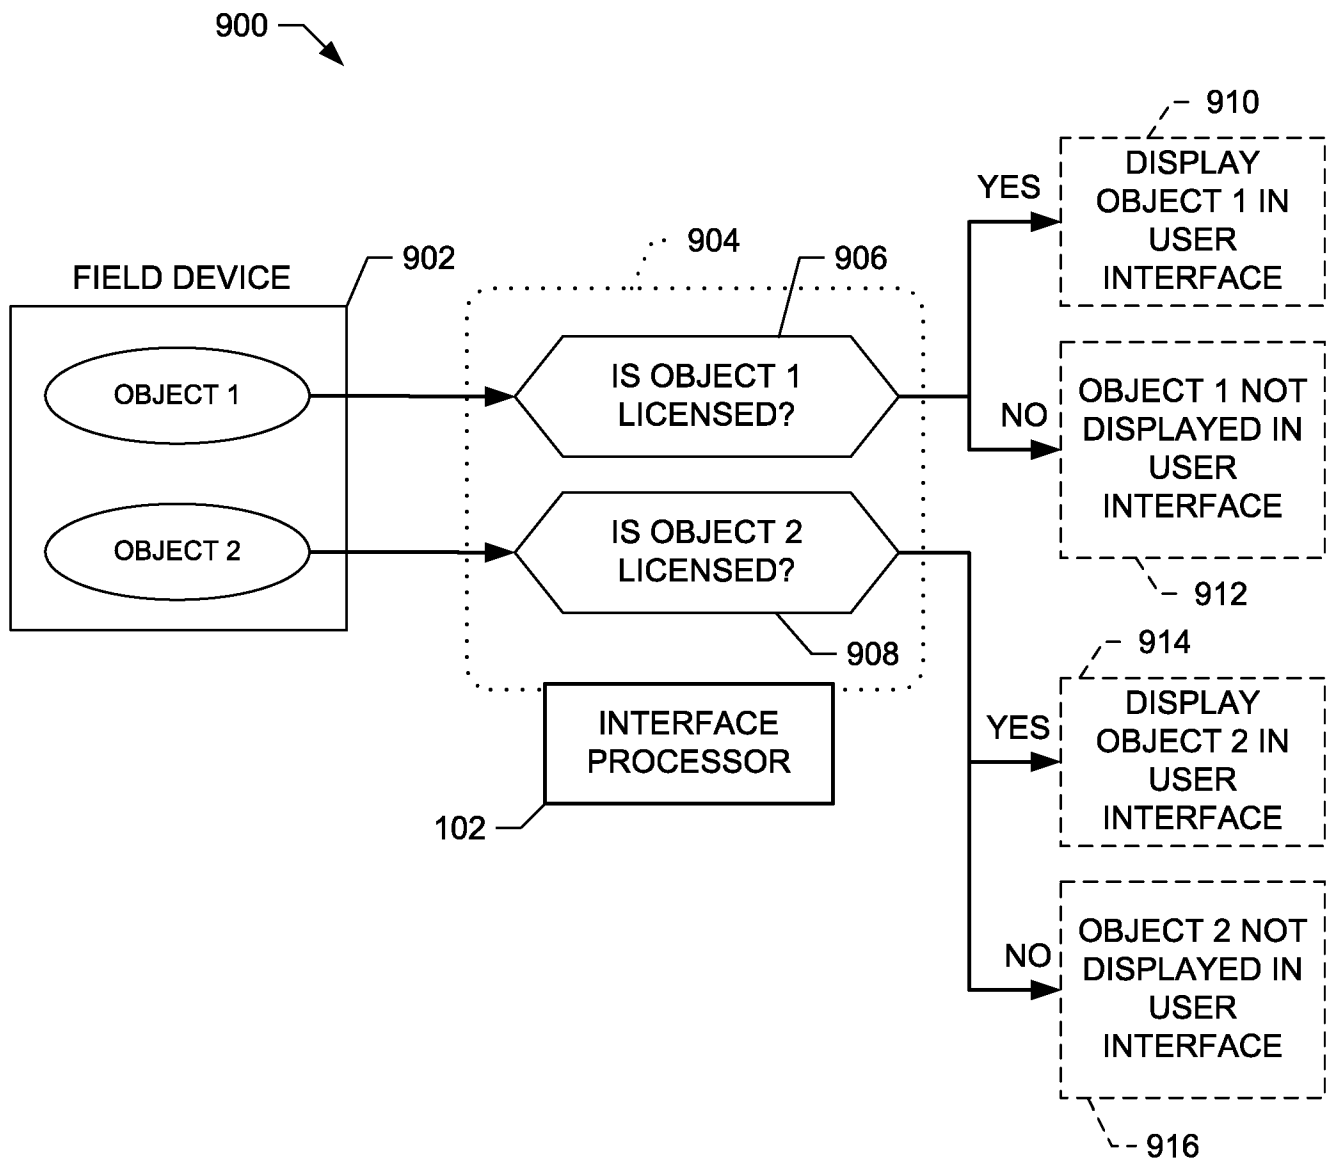 900
910
DISPLAY
OBJECT 1 IN
USER
INTERFACE
YES
904
902
906
FIELD DEVICE
OBJECT 1
IS OBJECT 1
LICENSED?
NO
OBJECT 1 NOT
DISPLAYED IN
USER
INTERFACE
912
OBJECT 2
IS OBJECT 2
LICENSED?
908
914
DISPLAY
OBJECT 2 IN
USER
INTERFACE
YES
INTERFACE
PROCESSOR
102
NO
OBJECT 2 NOT
DISPLAYED IN
USER
INTERFACE
916